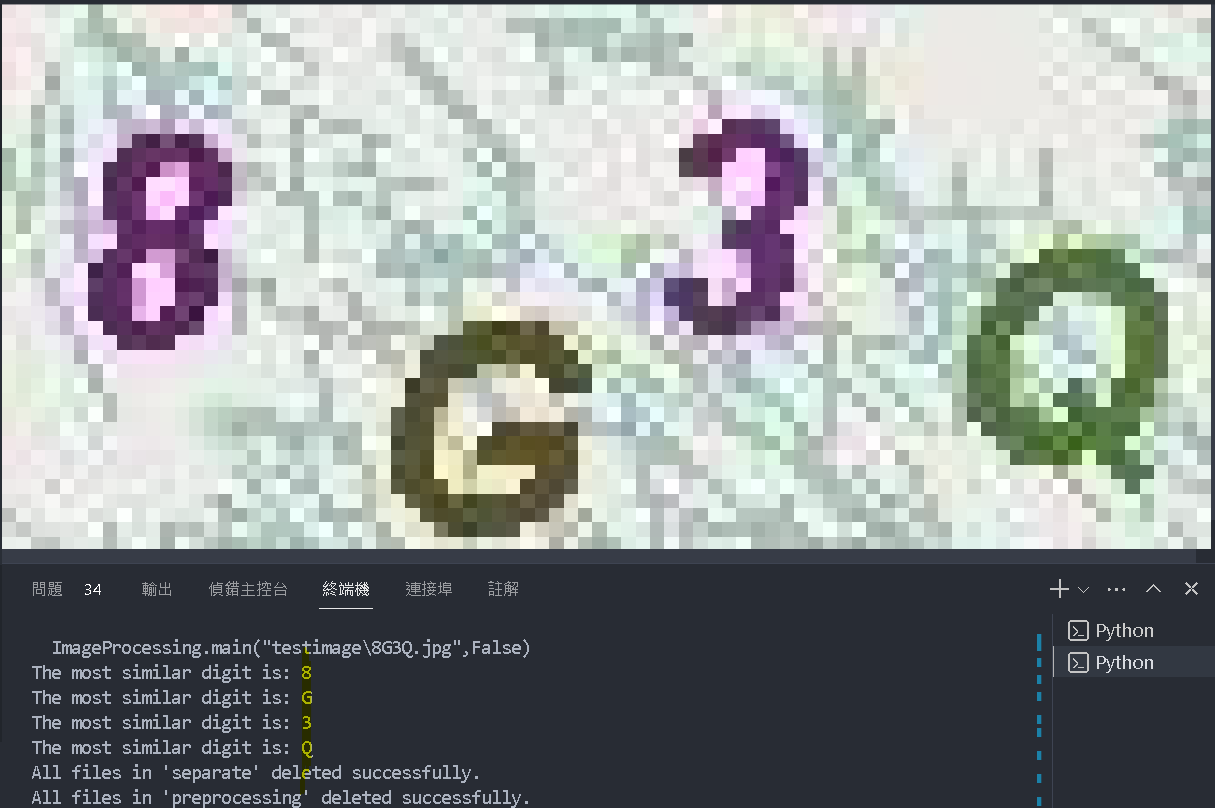 8 G 3 Q
問題 34 輸出 偵錯主控台 終端機 連接埠 註解
ImageProcessing.main("testimage\8G3Q.jpg",False)
The most similar digit is: 8
The most similar digit is: G
The most similar digit is: 3
The most similar digit is: Q
All files in 'separate' deleted successfully.
All files in 'preprocessing' deleted successfully.
Python
Python